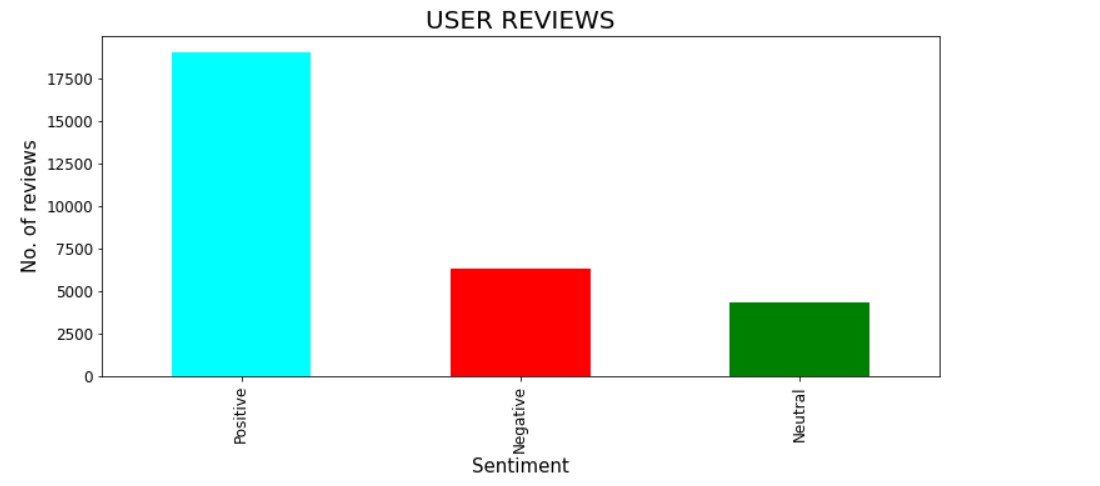 USER REVIEWS
No. of reviews
17500
15000
12500
10000
7500
5000
2500
0
Positive
Negative
Neutral
Sentiment